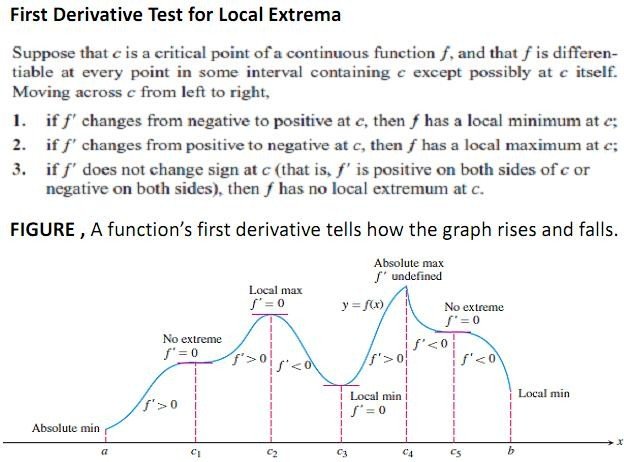 First Derivative Test for Local Extrema
Suppose that c is a critical point of a continuous function f, and that f is differen-
tiable at every point in some interval containing c except possibly at c itself.
Moving across c from left to right,
1. if f′ changes from negative to positive at c, then f has a local minimum at c;
2. if f′ changes from positive to negative at c, then f has a local maximum at c;
3. if f′ does not change sign at c (that is, f′ is positive on both sides of c or
negative on both sides), then f has no local extremum at c.
FIGURE , A function’s first derivative tells how the graph rises and falls.
Absolute max
f′ undefined
Local max
f′ = 0
y = f(x)
No extreme
f′ = 0
No extreme
f′ = 0
f′ > 0
f′ < 0
f′ > 0
f′ < 0
f′ < 0
Local min
f′ = 0
Local min
f′ > 0
Absolute min
a
c₁
c₂
c₃
c₄
c₅
b
x